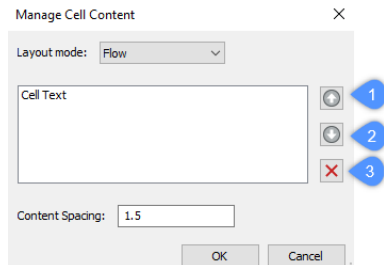 Manage Cell Content
Layout mode: Flow
Cell Text
1
2
3
Content Spacing: 1.5
OK Cancel